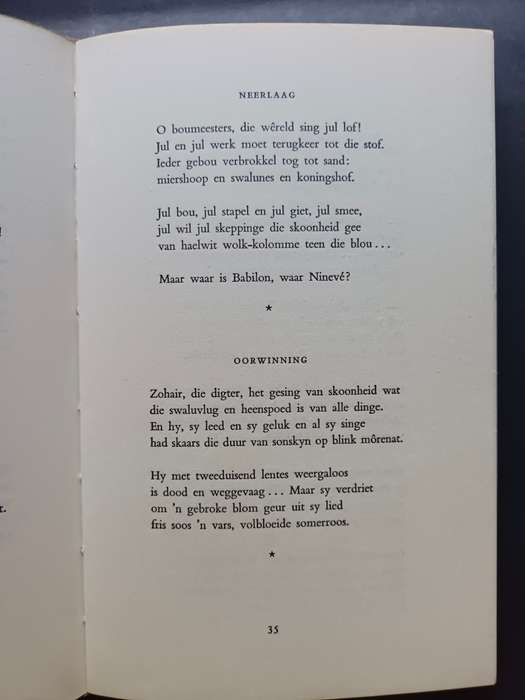 NEERLAAG
O boumeesters, die wêreld sing jul lof!
Jul en jul werk moet terugkeer tot die stof.
Ieder gebou verbrokkel tog tot sand:
miershoop en swalunes en koningshof.
Jul bou, jul stapel en jul giet, jul smee,
jul wil jul skeppinge die skoonheid gee
van haelwit wolk-kolomme teen die blou...
Maar waar is Babilon, waar Ninevé?
*
OORWINNING
Zohair, die digter, het gesing van skoonheid wat
die swaluvlug en heenspoed is van alle dinge.
En hy, sy leed en sy geluk en al sy singe
had skaars die duur van sonskyn op blink môrenat.
Hy met tweeduisend lentes weergaloos
is dood en weggevaag... Maar sy verdriet
om 'n gebroke blom geur uit sy lied
fris soos 'n vars, volbloeide somerroos.
*
35
!
t.